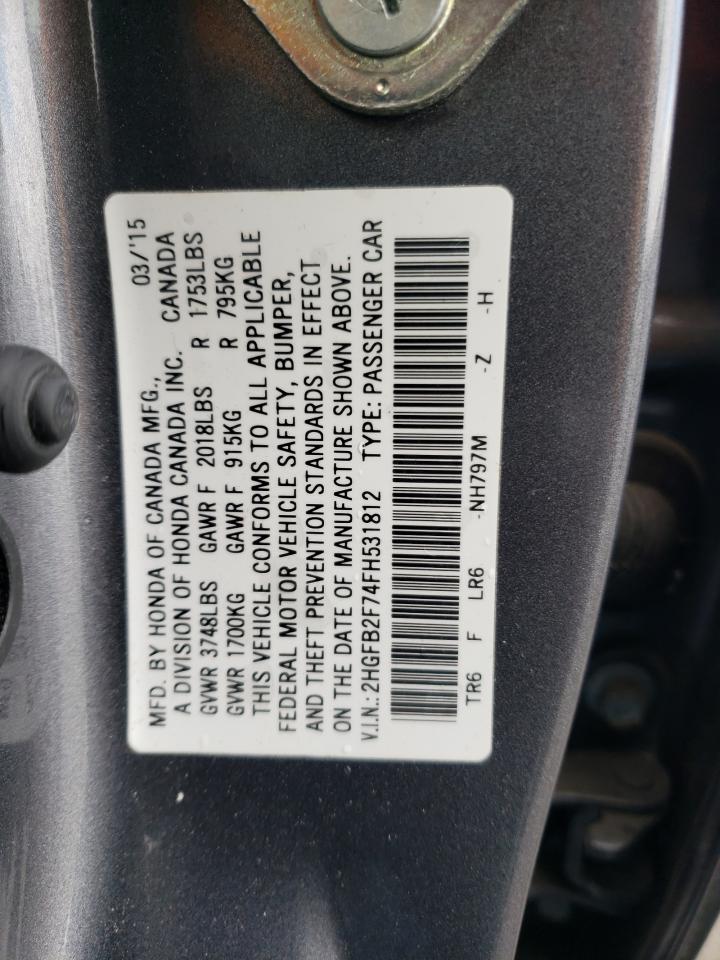 MFD. BY HONDA OF CANADA MFG., 03/'15
A DIVISION OF HONDA CANADA INC. CANADA
GVWR 3748LBS GAWR F 2018LBS R 1753LBS
GVWR 1700KG GAWR F 915KG R 795KG
THIS VEHICLE CONFORMS TO ALL APPLICABLE
FEDERAL MOTOR VEHICLE SAFETY, BUMPER,
AND THEFT PREVENTION STANDARDS IN EFFECT
ON THE DATE OF MANUFACTURE SHOWN ABOVE.
V.I.N.: 2HGFB2F74FH531812 TYPE: PASSENGER CAR
TR6 F LR6 -NH797M -Z -H